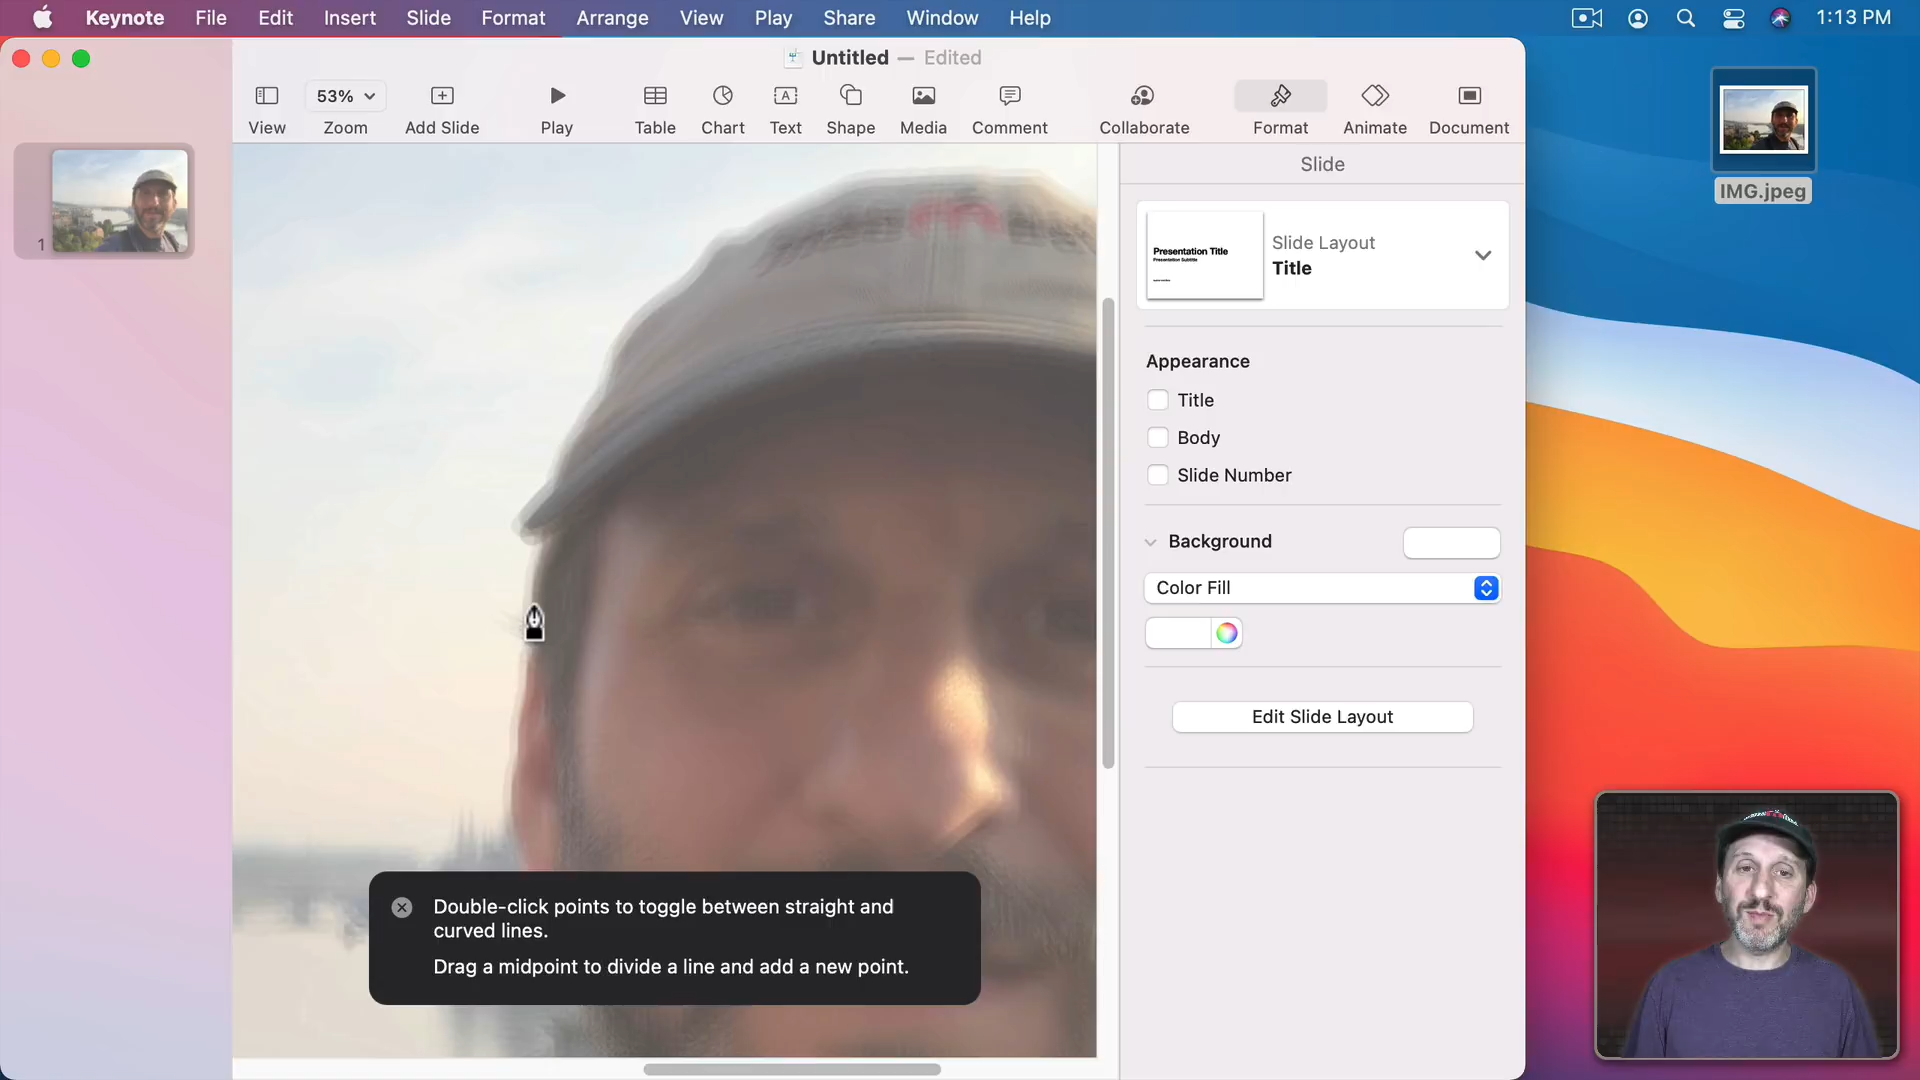 Keynote File Edit Insert Slide Format Arrange View Play Share Window Help 1:13 PM
Untitled — Edited
53%
View Zoom Add Slide Play Table Chart Text Shape Media Comment Collaborate Format Animate Document
Slide
IMG.jpeg
1
Presentation Title
Presentation Subtitle
Slide Layout
Title
Appearance
Title
Body
Slide Number
Background
Color Fill
Edit Slide Layout
Double-click points to toggle between straight and
curved lines.
Drag a midpoint to divide a line and add a new point.